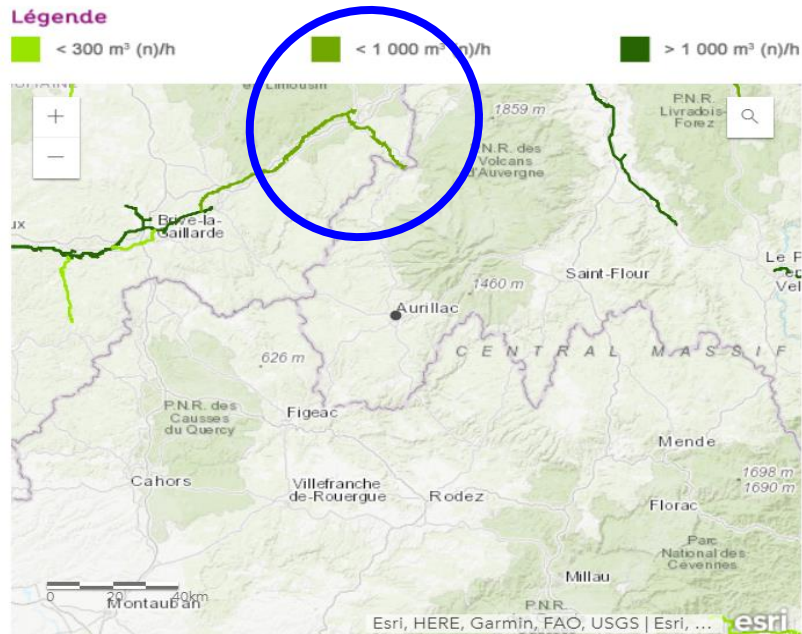 Légende
< 300 m³ (n)/h
< 1 000 m³ (n)/h
> 1 000 m³ (n)/h
en Limousin
1859 m
P.N.R.
Livradois-
Forez
P.N.R. des
Volcans
d'Auvergne
Brive-la-
Gaillarde
Saint-Flour
Le P
en
Vel
1460 m
Aurillac
CENTRAL MASSIF
626 m
P.N.R. des
Causses
du Quercy
Figeac
Mende
Cahors
Villefranche
de-Rouergue
Rodez
1698 m
1690 m
Florac
Parc
National des
Cévennes
Millau
0 20 40km
Montauban
P.N.R.
Esri, HERE, Garmin, FAO, USGS | Esri, ...
esri